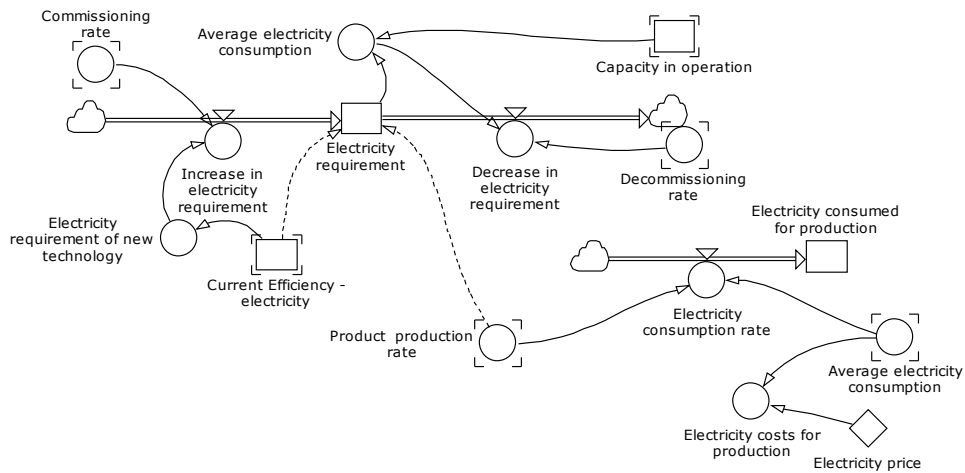 Commissioning
rate
Average electricity
consumption
Capacity in operation
Electricity
requirement
Increase in
electricity
requirement
Decrease in
electricity
requirement
Decommissioning
rate
Electricity
requirement of new
technology
Current Efficiency -
electricity
Electricity consumed
for production
Electricity
consumption rate
Product production
rate
Average electricity
consumption
Electricity costs for
production
Electricity price